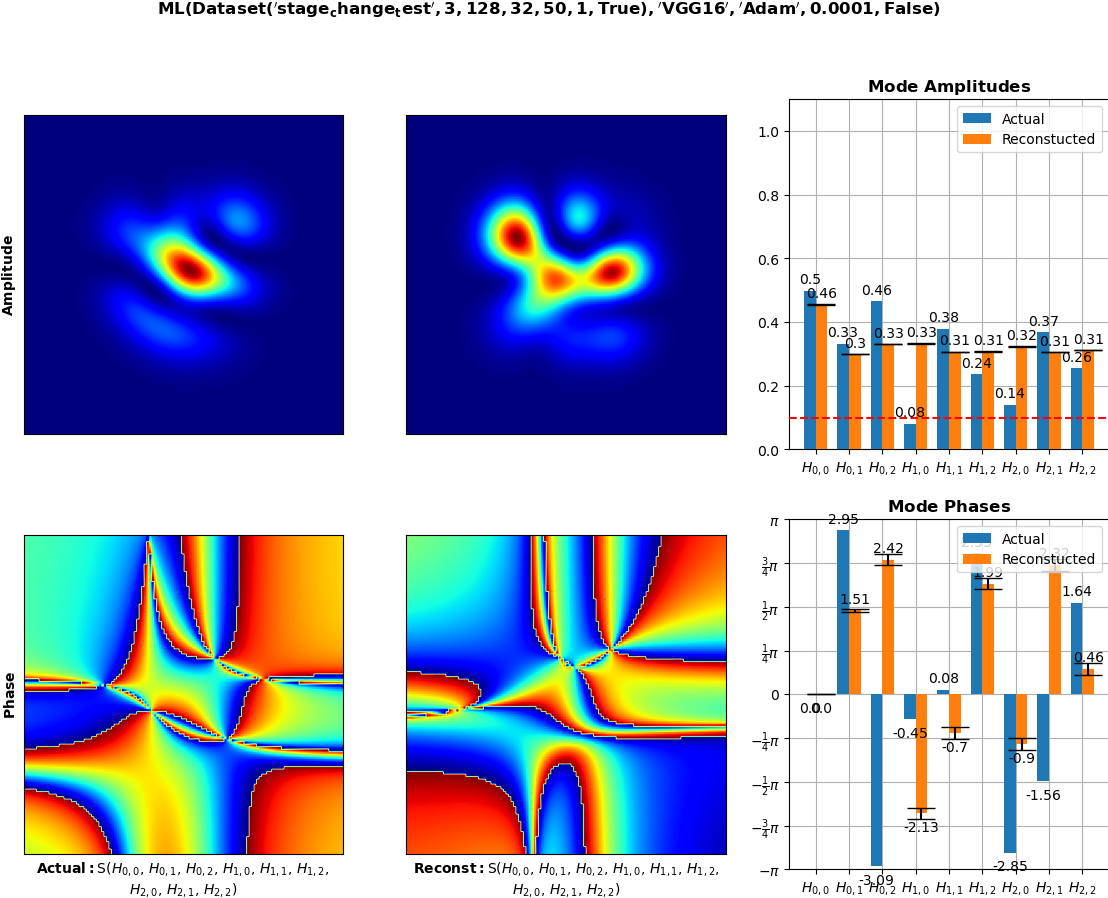 ML(Dataset('stage_change_test', 3, 128, 32, 50, 1, True), 'VGG16', 'Adam', 0.0001, False)
Mode Amplitudes
Actual
Reconstucted
1.0
0.8
0.6
0.4
0.2
0.0
0.5
0.46
0.33
0.3
0.46
0.33
0.08
0.33
0.38
0.31
0.24
0.31
0.14
0.32
0.37
0.31
0.26
0.31
H0,0 H0,1 H0,2 H1,0 H1,1 H1,2 H2,0 H2,1 H2,2
Amplitude
Mode Phases
Actual
Reconstucted
π
3/4π
1/2π
1/4π
0
−1/4π
−1/2π
−3/4π
−π
0.0
0.0
2.95
1.51
-3.09
2.42
-0.45
-2.13
0.08
-0.7
-2.85
-0.9
-1.56
2.32
1.64
0.46
H0,0 H0,1 H0,2 H1,0 H1,1 H1,2 H2,0 H2,1 H2,2
Phase
Actual: S(H0,0, H0,1, H0,2, H1,0, H1,1, H1,2,
H2,0, H2,1, H2,2)
Reconst: S(H0,0, H0,1, H0,2, H1,0, H1,1, H1,2,
H2,0, H2,1, H2,2)